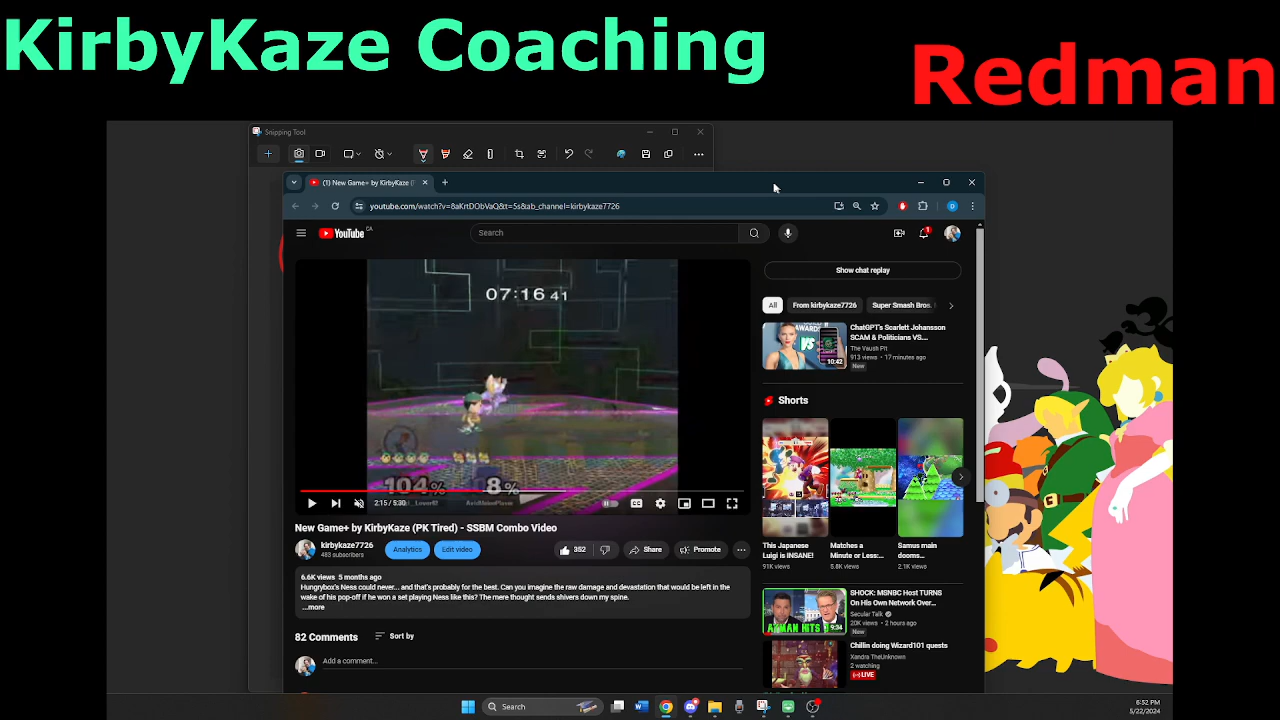 KirbyKaze Coaching
Redman
Snipping Tool
(1) New Game+ by KirbyKaze (
youtube.com/watch?v=8aKrtDObVaQ&t=5s&ab_channel=kirbykaze7726
YouTube CA
Search
1
Show chat replay
07:16 41
All
From kirbykaze7726
Super Smash Bros.
ChatGPT's Scarlett Johansson
SCAM & Politicians VS....
The Vaush Pit
913 views • 17 minutes ago
New
10:42
Shorts
104%
8%
2:15 / 5:30
New Game+ by KirbyKaze (PK Tired) - SSBM Combo Video
kirbykaze7726
483 subscribers
Analytics
Edit video
352
Share
Promote
This Japanese
Luigi is INSANE!
91K views
Matches a
Minute or Less:...
5.8K views
Samus main
dooms...
2.1K views
6.6K views 5 months ago
Hungrybox's Ness could never... and that's probably for the best. Can you imagine the raw damage and devastation that would be left in the
wake of his pop-off if he won a set playing Ness like this? The mere thought sends shivers down my spine.
...more
82 Comments
Sort by
Add a comment...
SHOCK: MSNBC Host TURNS
On His Own Network Over...
Secular Talk
20K views • 2 hours ago
New
9:34
Chillin doing Wizard101 quests
Xandra TheUnknown
2 watching
LIVE
Search
6:52 PM
5/22/2024